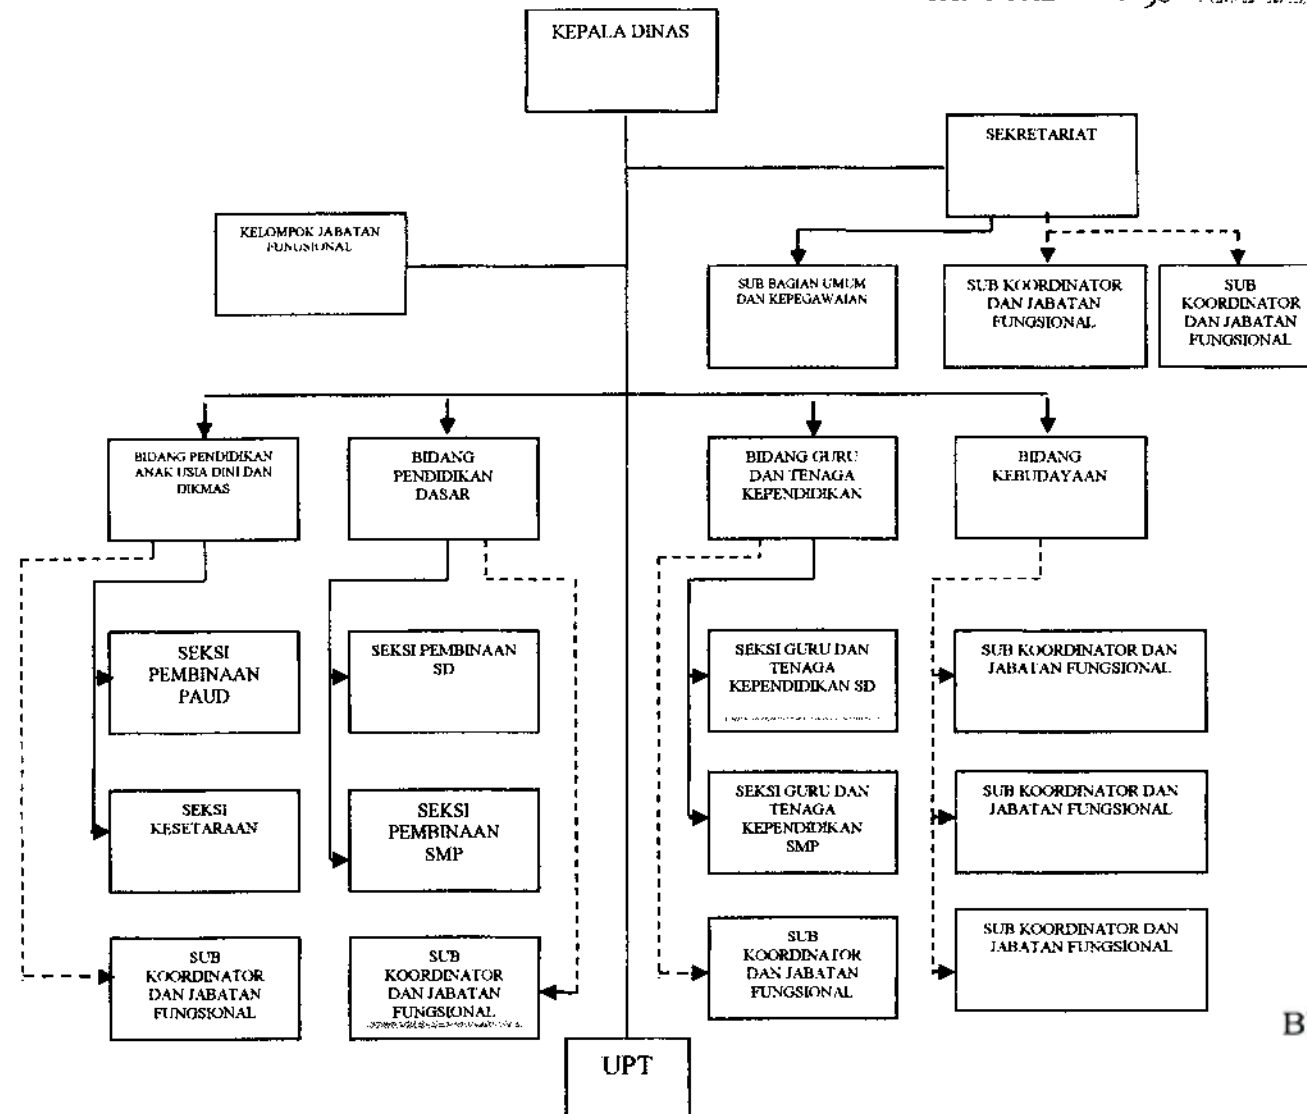 KEPALA DINAS
SEKRETARIAT
KELOMPOK JABATAN
FUNGSIONAL
SUB BAGIAN UMUM
DAN KEPEGAWAIAN
SUB KOORDINATOR
DAN JABATAN
FUNGSIONAL
SUB
KOORDINATOR
DAN JABATAN
FUNGSIONAL
BIDANG PENDIDIKAN
ANAK USIA DINI DAN
DIKMAS
BIDANG
PENDIDIKAN
DASAR
BIDANG GURU
DAN TENAGA
KEPENDIDIKAN
BIDANG
KEBUDAYAAN
SEKSI
PEMBINAAN
PAUD
SEKSI PEMBINAAN
SD
SEKSI GURU DAN
TENAGA
KEPENDIDIKAN SD
SUB KOORDINATOR DAN
JABATAN FUNGSIONAL
SEKSI
KESETARAAN
SEKSI
PEMBINAAN
SMP
SEKSI GURU DAN
TENAGA
KEPENDIDIKAN
SMP
SUB KOORDINATOR DAN
JABATAN FUNGSIONAL
SUB
KOORDINATOR
DAN JABATAN
FUNGSIONAL
SUB
KOORDINATOR
DAN JABATAN
FUNGSIONAL
SUB
KOORDINATOR
DAN JABATAN
FUNGSIONAL
SUB KOORDINATOR DAN
JABATAN FUNGSIONAL
UPT